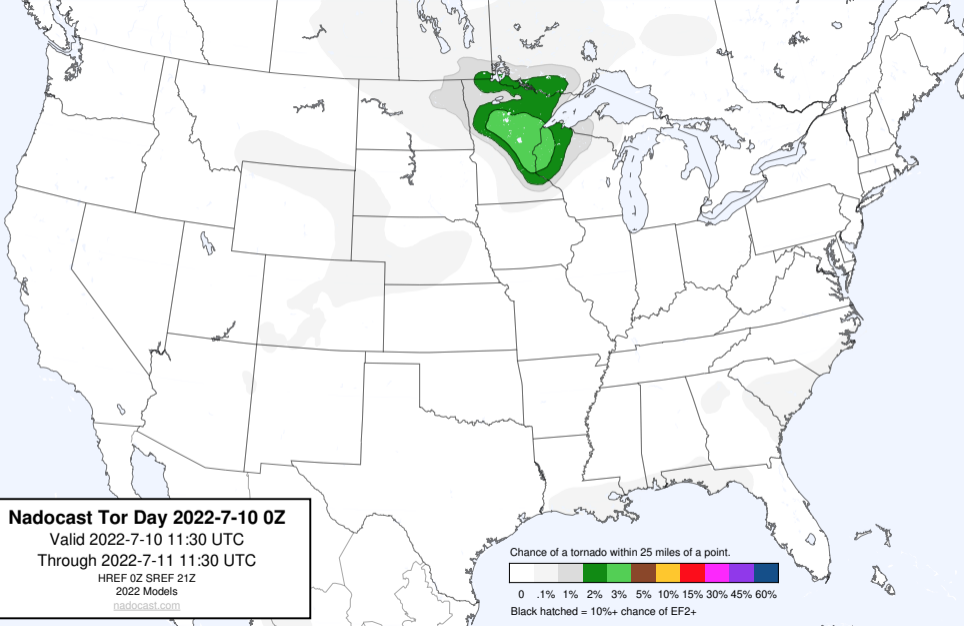 Nadocast Tor Day 2022-7-10 0Z
Valid 2022-7-10 11:30 UTC
Through 2022-7-11 11:30 UTC
HREF 0Z SREF 21Z
2022 Models
nadocast.com
Chance of a tornado within 25 miles of a point.
0 .1% 1% 2% 3% 5% 10% 15% 30% 45% 60%
Black hatched = 10%+ chance of EF2+